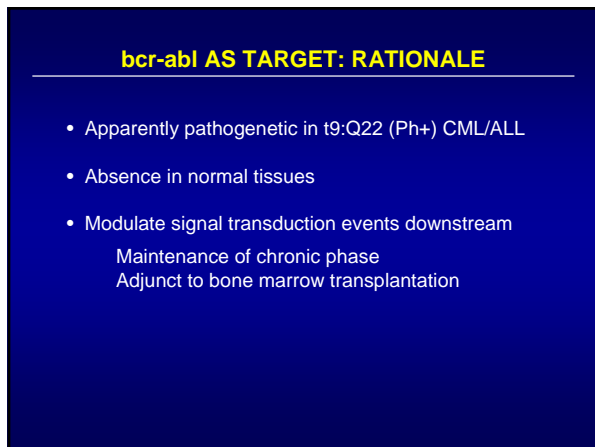 bcr-abl AS TARGET: RATIONALE
• Apparently pathogenetic in t9:Q22 (Ph+) CML/ALL
• Absence in normal tissues
• Modulate signal transduction events downstream
Maintenance of chronic phase
Adjunct to bone marrow transplantation